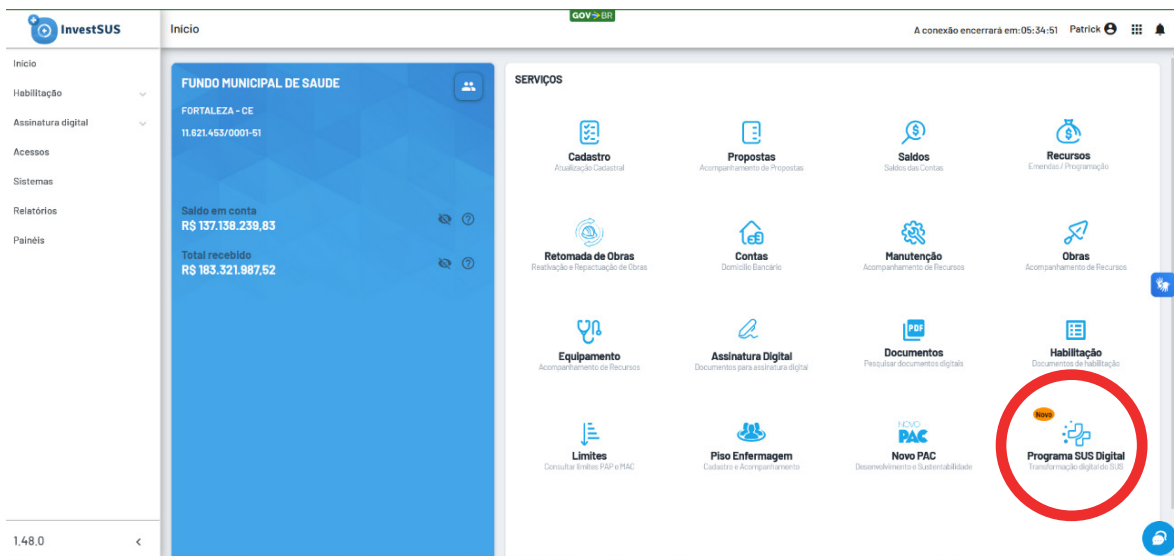 InvestSUS
Início
GOV BR
A conexão encerrará em: 05:34:51
Patrick
Início
Habilitação
Assinatura digital
Acessos
Sistemas
Relatórios
Painéis
1.48.0
FUNDO MUNICIPAL DE SAUDE
FORTALEZA - CE
11.621.453/0001-51
Saldo em conta
R$ 137.138.239,83
Total recebido
R$ 183.321.987,52
SERVIÇOS
Cadastro
Atualização Cadastral
Propostas
Acompanhamento de Propostas
Saldos
Saldos das Contas
Recursos
Emendas / Programação
Retomada de Obras
Reativação e Repactuação de Obras
Contas
Domicílio Bancário
Manutenção
Acompanhamento de Recursos
Obras
Acompanhamento de Recursos
Equipamento
Acompanhamento de Recursos
Assinatura Digital
Documentos para assinatura digital
PDF
Documentos
Pesquisar documentos digitais
Habilitação
Documentos de habilitação
Limites
Consultar limites PAP e MAC
Piso Enfermagem
Cadastro e Acompanhamento
NOVO
PAC
Novo PAC
Desenvolvimento e Sustentabilidade
Novo
Programa SUS Digital
Transformação digital do SUS